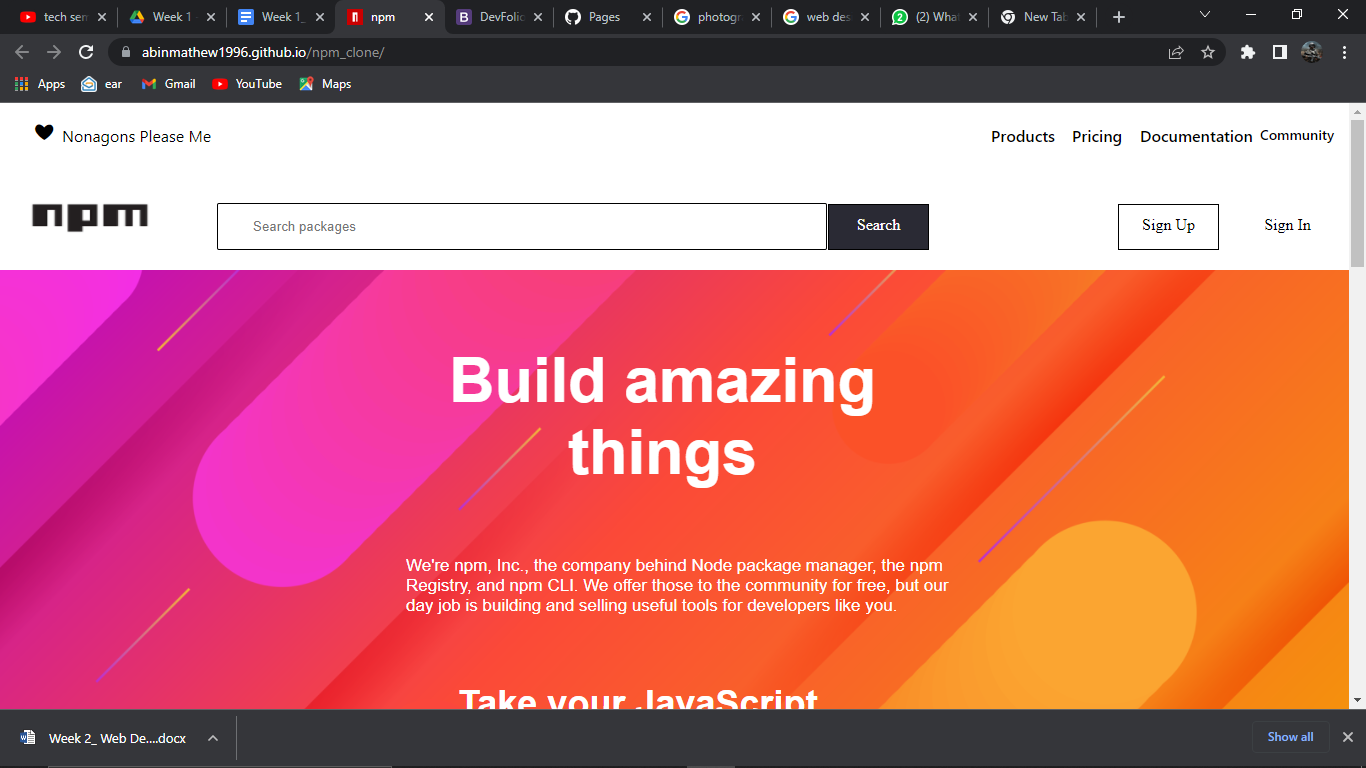 tech sem
Week 1 -
Week 1_
npm
DevFolio
Pages
photogr
web des
(2) What
New Tab
abinmathew1996.github.io/npm_clone/
Apps
ear
Gmail
YouTube
Maps
Nonagons Please Me
Products
Pricing
Documentation
Community
npm
Search packages
Search
Sign Up
Sign In
Build amazing
things
We're npm, Inc., the company behind Node package manager, the npm
Registry, and npm CLI. We offer those to the community for free, but our
day job is building and selling useful tools for developers like you.
Take your JavaScript
Week 2_ Web De....docx
Show all